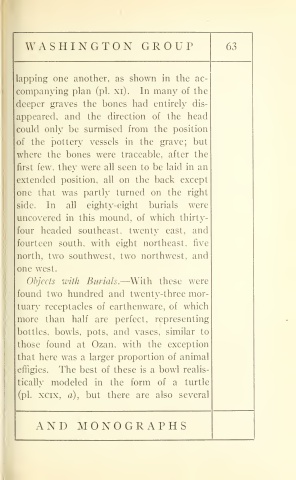 WASHINGTON GROUP 63
lapping one another, as shown in the ac-
companying plan (pl. XI). In many of the
deeper graves the bones had entirely dis-
appeared, and the direction of the head
could only be surmised from the position
of the pottery vessels in the grave; but
where the bones were traceable, after the
first few, they were all seen to be laid in an
extended position, all on the back except
one that was partly turned on the right
side. In all eighty-eight burials were
uncovered in this mound, of which thirty-
four headed southeast, twenty east, and
fourteen south, with eight northeast, five
north, two southwest, two northwest, and
one west.
Objects with Burials.—With these were
found two hundred and twenty-three mor-
tuary receptacles of earthenware, of which
more than half are perfect, representing
bottles, bowls, pots, and vases, similar to
those found at Ozan, with the exception
that here was a larger proportion of animal
effigies. The best of these is a bowl realis-
tically modeled in the form of a turtle
(pl. XCIX, a), but there are also several
AND MONOGRAPHS